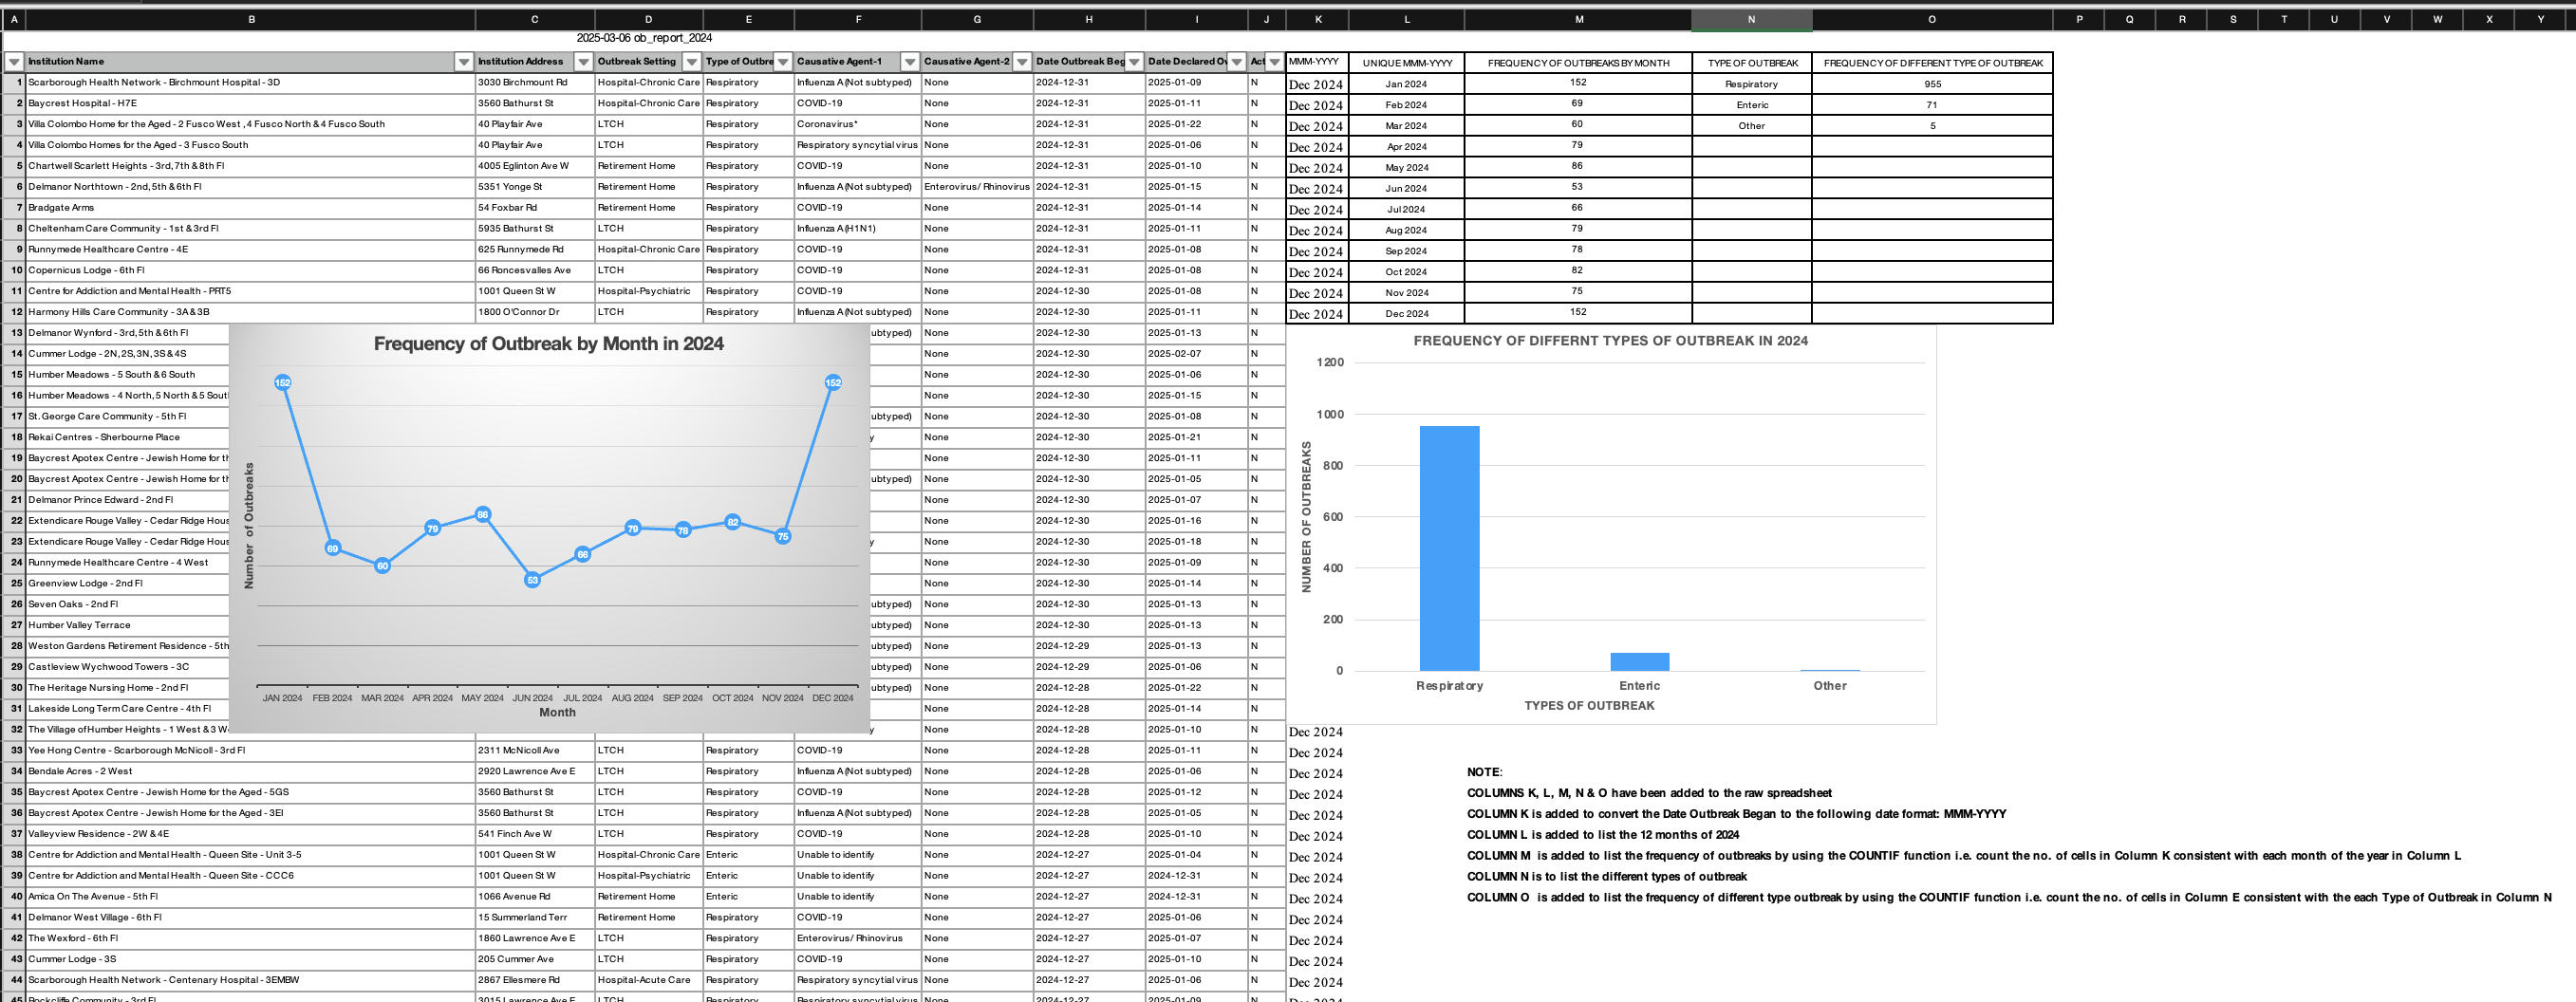 A B C D E F G H I J K L M N O P Q R S T U V W X Y
2025-03-06 ob_report_2024
Institution Name Institution Address Outbreak Setting Type of Outbre Causative Agent-1 Causative Agent-2 Date Outbreak Beg Date Declared Ov Act MMM-YYYY UNIQUE MMM-YYYY FREQUENCY OF OUTBREAKS BY MONTH TYPE OF OUTBREAK FREQUENCY OF DIFFERENT TYPE OF OUTBREAK
1 Scarborough Health Network - Birchmount Hospital - 3D 3030 Birchmount Rd Hospital-Chronic Care Respiratory Influenza A (Not subtyped) None 2024-12-31 2025-01-09 N Dec 2024 Jan 2024 152 Respiratory 955
2 Baycrest Hospital - H7E 3560 Bathurst St Hospital-Chronic Care Respiratory COVID-19 None 2024-12-31 2025-01-11 N Dec 2024 Feb 2024 69 Enteric 71
3 Villa Colombo Home for the Aged - 2 Fusco West , 4 Fusco North & 4 Fusco South 40 Playfair Ave LTCH Respiratory Coronavirus* None 2024-12-31 2025-01-22 N Dec 2024 Mar 2024 60 Other 5
4 Villa Colombo Homes for the Aged - 3 Fusco South 40 Playfair Ave LTCH Respiratory Respiratory syncytial virus None 2024-12-31 2025-01-06 N Dec 2024 Apr 2024 79
5 Chartwell Scarlett Heights - 3rd, 7th & 8th Fl 4005 Eglinton Ave W Retirement Home Respiratory COVID-19 None 2024-12-31 2025-01-10 N Dec 2024 May 2024 86
6 Delmanor Northtown - 2nd, 5th & 6th Fl 5351 Yonge St Retirement Home Respiratory Influenza A (Not subtyped) Enterovirus/ Rhinovirus 2024-12-31 2025-01-15 N Dec 2024 Jun 2024 53
7 Bradgate Arms 54 Foxbar Rd Retirement Home Respiratory COVID-19 None 2024-12-31 2025-01-14 N Dec 2024 Jul 2024 66
8 Cheltenham Care Community - 1st & 3rd Fl 5935 Bathurst St LTCH Respiratory Influenza A (H1N1) None 2024-12-31 2025-01-11 N Dec 2024 Aug 2024 79
9 Runnymede Healthcare Centre - 4E 625 Runnymede Rd Hospital-Chronic Care Respiratory COVID-19 None 2024-12-31 2025-01-08 N Dec 2024 Sep 2024 78
10 Copernicus Lodge - 6th Fl 66 Roncesvalles Ave LTCH Respiratory COVID-19 None 2024-12-31 2025-01-08 N Dec 2024 Oct 2024 82
11 Centre for Addiction and Mental Health - PRT5 1001 Queen St W Hospital-Psychiatric Respiratory COVID-19 None 2024-12-30 2025-01-08 N Dec 2024 Nov 2024 75
12 Harmony Hills Care Community - 3A & 3B 1800 O'Connor Dr LTCH Respiratory Influenza A (Not subtyped) None 2024-12-30 2025-01-11 N Dec 2024 Dec 2024 152
13 Delmanor Wynford - 3rd, 5th & 6th Fl ubtyped) None 2024-12-30 2025-01-13 N
14 Cummer Lodge - 2N, 2S, 3N, 3S & 4S None 2024-12-30 2025-02-07 N
15 Humber Meadows - 5 South & 6 South None 2024-12-30 2025-01-06 N
16 Humber Meadows - 4 North, 5 North & 5 Sout None 2024-12-30 2025-01-15 N
17 St. George Care Community - 5th Fl ubtyped) None 2024-12-30 2025-01-08 N
18 Rekai Centres - Sherbourne Place y None 2024-12-30 2025-01-21 N
19 Baycrest Apotex Centre - Jewish Home for th None 2024-12-30 2025-01-11 N
20 Baycrest Apotex Centre - Jewish Home for th ubtyped) None 2024-12-30 2025-01-05 N
21 Delmanor Prince Edward - 2nd Fl None 2024-12-30 2025-01-07 N
22 Extendicare Rouge Valley - Cedar Ridge Hous None 2024-12-30 2025-01-16 N
23 Extendicare Rouge Valley - Cedar Ridge Hous y None 2024-12-30 2025-01-18 N
24 Runnymede Healthcare Centre - 4 West None 2024-12-30 2025-01-09 N
25 Greenview Lodge - 2nd Fl None 2024-12-30 2025-01-14 N
26 Seven Oaks - 2nd Fl ubtyped) None 2024-12-30 2025-01-13 N
27 Humber Valley Terrace ubtyped) None 2024-12-30 2025-01-13 N
28 Weston Gardens Retirement Residence - 5th ubtyped) None 2024-12-29 2025-01-13 N
29 Castleview Wychwood Towers - 3C ubtyped) None 2024-12-29 2025-01-06 N
30 The Heritage Nursing Home - 2nd Fl ubtyped) None 2024-12-28 2025-01-22 N
31 Lakeside Long Term Care Centre - 4th Fl None 2024-12-28 2025-01-14 N
32 The Village of Humber Heights - 1 West & 3 W y None 2024-12-28 2025-01-10 N Dec 2024
Frequency of Outbreak by Month in 2024
Number of Outbreaks
152 69 60 79 86 53 66 79 78 82 75 152
JAN 2024 FEB 2024 MAR 2024 APR 2024 MAY 2024 JUN 2024 JUL 2024 AUG 2024 SEP 2024 OCT 2024 NOV 2024 DEC 2024
Month
FREQUENCY OF DIFFERNT TYPES OF OUTBREAK IN 2024
NUMBER OF OUTBREAKS
1200
1000
800
600
400
200
0
Respiratory Enteric Other
TYPES OF OUTBREAK
33 Yee Hong Centre - Scarborough McNicoll - 3rd Fl 2311 McNicoll Ave LTCH Respiratory COVID-19 None 2024-12-28 2025-01-11 N Dec 2024
34 Bendale Acres - 2 West 2920 Lawrence Ave E LTCH Respiratory Influenza A (Not subtyped) None 2024-12-28 2025-01-06 N Dec 2024
35 Baycrest Apotex Centre - Jewish Home for the Aged - 5GS 3560 Bathurst St LTCH Respiratory COVID-19 None 2024-12-28 2025-01-12 N Dec 2024
36 Baycrest Apotex Centre - Jewish Home for the Aged - 3EI 3560 Bathurst St LTCH Respiratory Influenza A (Not subtyped) None 2024-12-28 2025-01-05 N Dec 2024
37 Valleyview Residence - 2W & 4E 541 Finch Ave W LTCH Respiratory COVID-19 None 2024-12-28 2025-01-10 N Dec 2024
38 Centre for Addiction and Mental Health - Queen Site - Unit 3-5 1001 Queen St W Hospital-Chronic Care Enteric Unable to identify None 2024-12-27 2025-01-04 N Dec 2024
39 Centre for Addiction and Mental Health - Queen Site - CCC6 1001 Queen St W Hospital-Psychiatric Enteric Unable to identify None 2024-12-27 2024-12-31 N Dec 2024
40 Amica On The Avenue - 5th Fl 1066 Avenue Rd Retirement Home Enteric Unable to identify None 2024-12-27 2024-12-31 N Dec 2024
41 Delmanor West Village - 6th Fl 15 Summerland Terr Retirement Home Respiratory COVID-19 None 2024-12-27 2025-01-06 N Dec 2024
42 The Wexford - 6th Fl 1860 Lawrence Ave E LTCH Respiratory Enterovirus/ Rhinovirus None 2024-12-27 2025-01-07 N Dec 2024
43 Cummer Lodge - 3S 205 Cummer Ave LTCH Respiratory COVID-19 None 2024-12-27 2025-01-10 N Dec 2024
44 Scarborough Health Network - Centenary Hospital - 3EMBW 2867 Ellesmere Rd Hospital-Acute Care Respiratory Respiratory syncytial virus None 2024-12-27 2025-01-06 N Dec 2024
45 Rockcliffe Community - 3rd Fl 3015 Lawrence Ave E LTCH Respiratory Respiratory syncytial virus None 2024-12-27 2025-01-09 N Dec 2024
NOTE:
COLUMNS K, L, M, N & O have been added to the raw spreadsheet
COLUMN K is added to convert the Date Outbreak Began to the following date format: MMM-YYYY
COLUMN L is added to list the 12 months of 2024
COLUMN M is added to list the frequency of outbreaks by using the COUNTIF function i.e. count the no. of cells in Column K consistent with each month of the year in Column L
COLUMN N is to list the different types of outbreak
COLUMN O is added to list the frequency of different type outbreak by using the COUNTIF function i.e. count the no. of cells in Column E consistent with the each Type of Outbreak in Column N